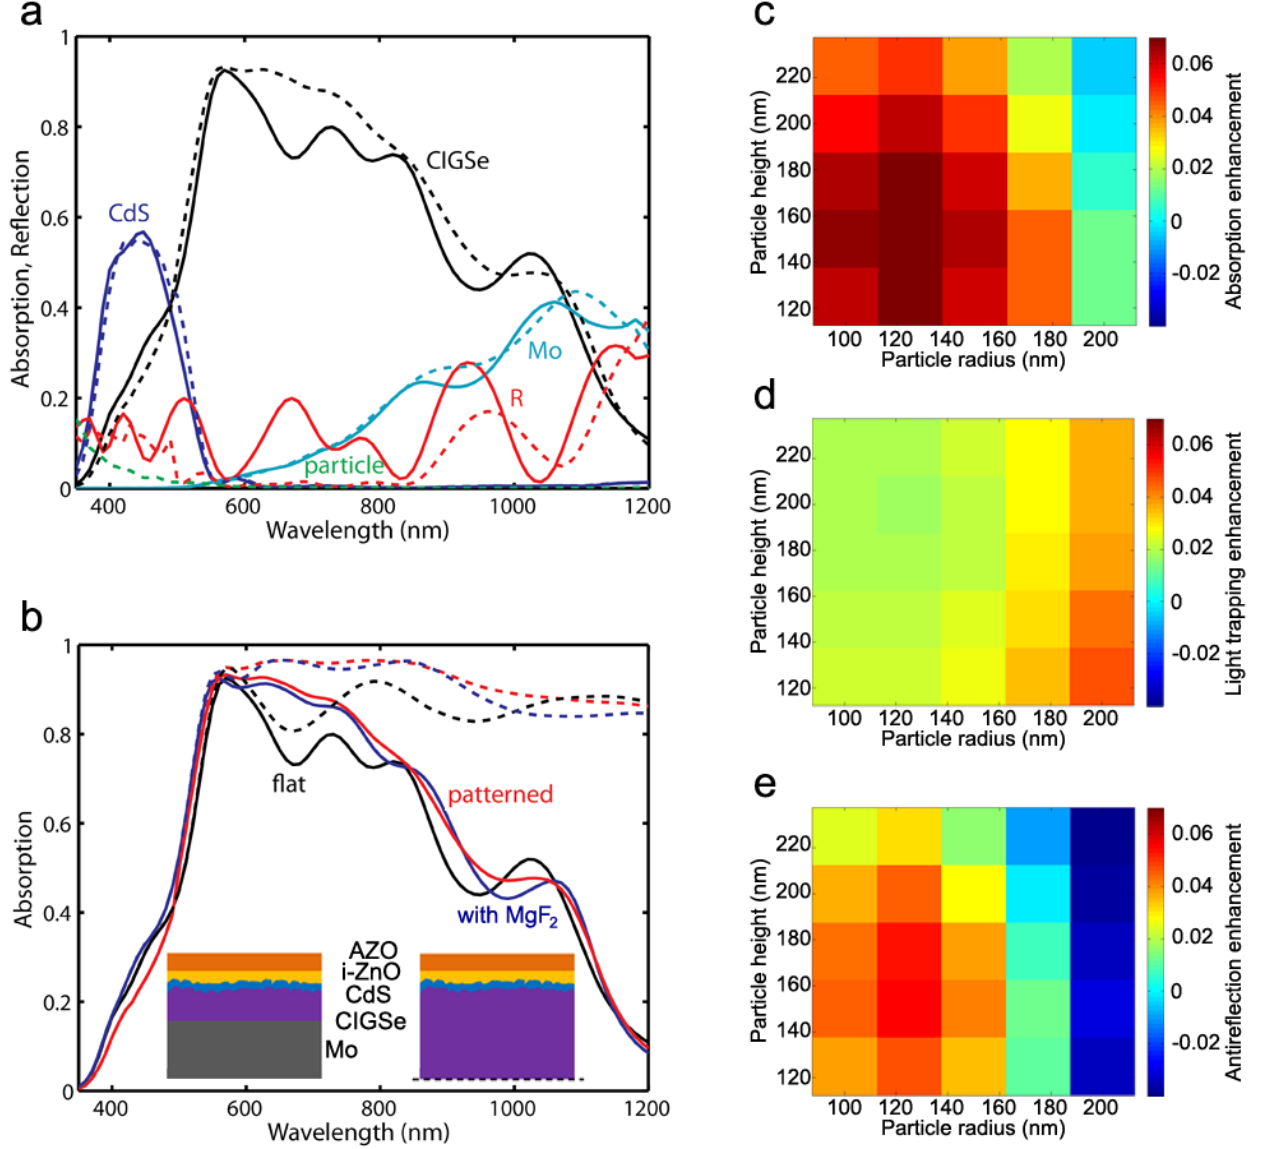 a
1
0.8
0.6
0.4
0.2
0
400
600
800
1000
1200
Absorption, Reflection
Wavelength (nm)
CdS
CIGSe
Mo
R
particle
b
1
0.8
0.6
0.4
0.2
0
400
600
800
1000
1200
Absorption
Wavelength (nm)
flat
patterned
with MgF₂
AZO
i-ZnO
CdS
CIGSe
Mo
c
220
200
180
160
140
120
100 120 140 160 180 200
Particle height (nm)
Particle radius (nm)
0.06
0.04
0.02
0
-0.02
Absorption enhancement
d
220
200
180
160
140
120
100 120 140 160 180 200
Particle height (nm)
Particle radius (nm)
0.06
0.04
0.02
0
-0.02
Light trapping enhancement
e
220
200
180
160
140
120
100 120 140 160 180 200
Particle height (nm)
Particle radius (nm)
0.06
0.04
0.02
0
-0.02
Antireflection enhancement